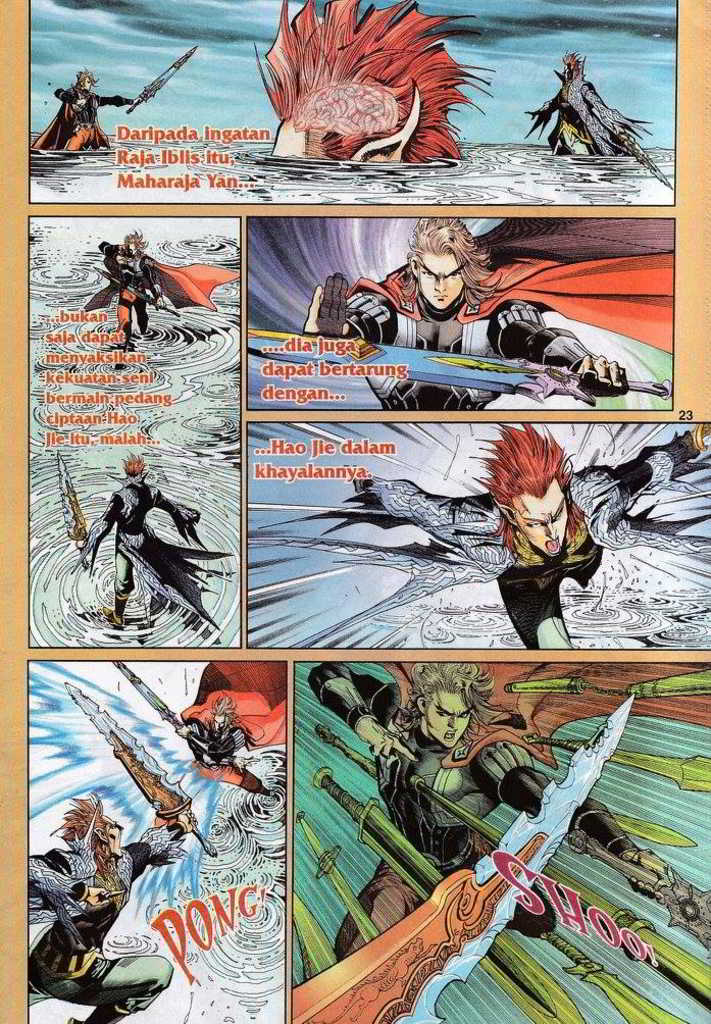 Daripada ingatan
Raja Iblis itu,
Maharaja Yan...
...bukan
saja dapat
menyaksikan
kekuatan seni
bermain pedang
ciptaan Hao
Jie itu, malah...
....dia juga
dapat bertarung
dengan...
23
...Hao Jie dalam
khayalannya.
PONG!
SHOO!